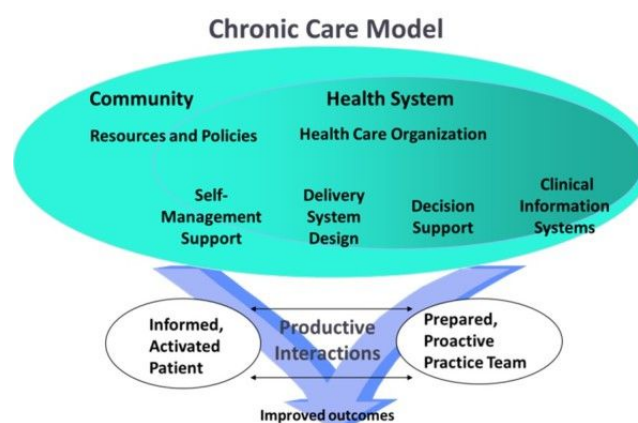 Chronic Care Model
Community
Health System
Resources and Policies
Health Care Organization
Self-
Management
Support
Delivery
System
Design
Decision
Support
Clinical
Information
Systems
Informed,
Activated
Patient
Productive
Interactions
Prepared,
Proactive
Practice Team
Improved outcomes